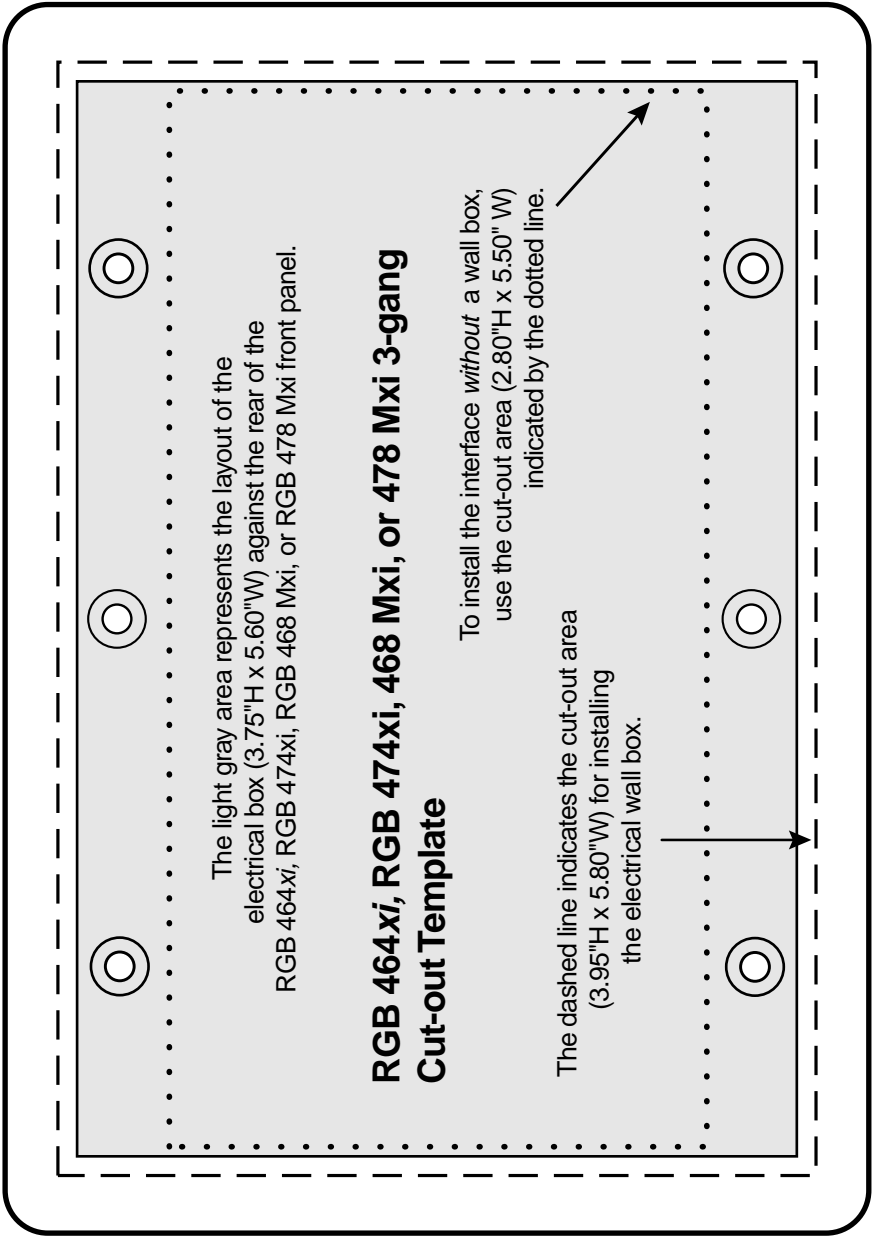 The light gray area represents the layout of the
electrical box (3.75"H x 5.60"W) against the rear of the
RGB 464xi, RGB 474xi, RGB 468 Mxi, or RGB 478 Mxi front panel.
RGB 464xi, RGB 474xi, 468 Mxi, or 478 Mxi 3-gang
Cut-out Template
To install the interface without a wall box,
use the cut-out area (2.80"H x 5.50" W)
indicated by the dotted line.
The dashed line indicates the cut-out area
(3.95"H x 5.80"W) for installing
the electrical wall box.